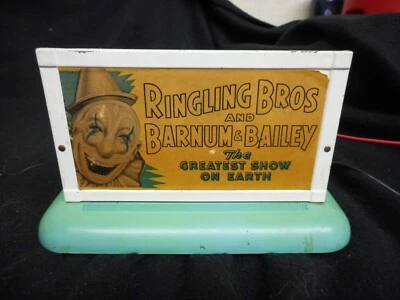 RINGLING BROS
AND
BARNUM & BAILEY
The
GREATEST SHOW
ON EARTH